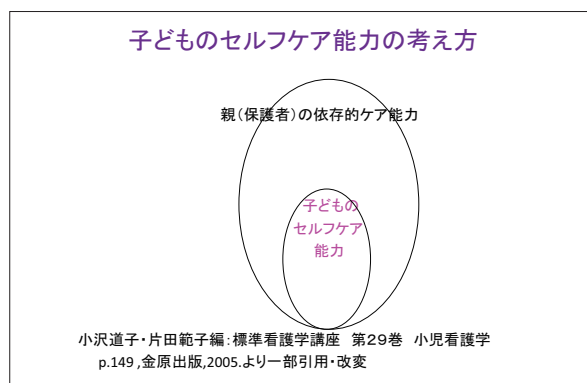 子どものセルフケア能力の考え方
親(保護者)の依存的ケア能力
子どもの
セルフケア
能力
小沢道子・片田範子編:標準看護学講座　第29巻　小児看護学
p.149 ,金原出版,2005.より一部引用・改変